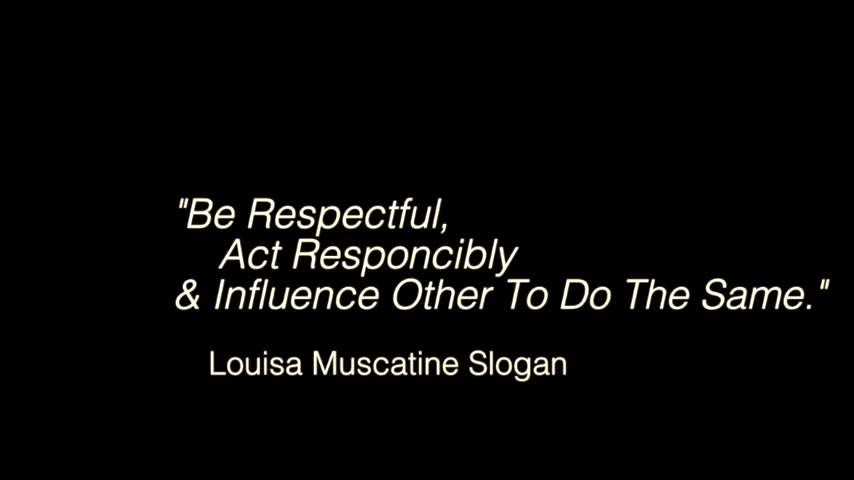 "Be Respectful,
Act Responcibly
& Influence Other To Do The Same."
Louisa Muscatine Slogan